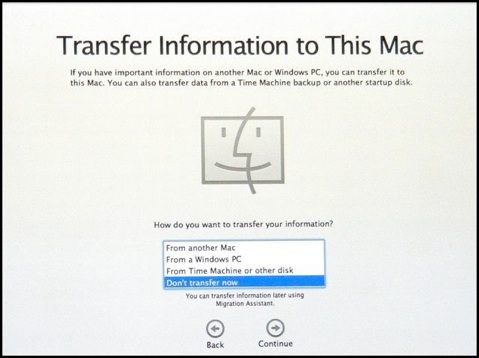 Transfer Information to This Mac
If you have important information on another Mac or Windows PC, you can transfer it to
this Mac. You can also transfer data from a Time Machine backup or another startup disk.
How do you want to transfer your information?
From another Mac
From a Windows PC
From Time Machine or other disk
Don't transfer now
You can transfer information later using
Migration Assistant.
Back
Continue